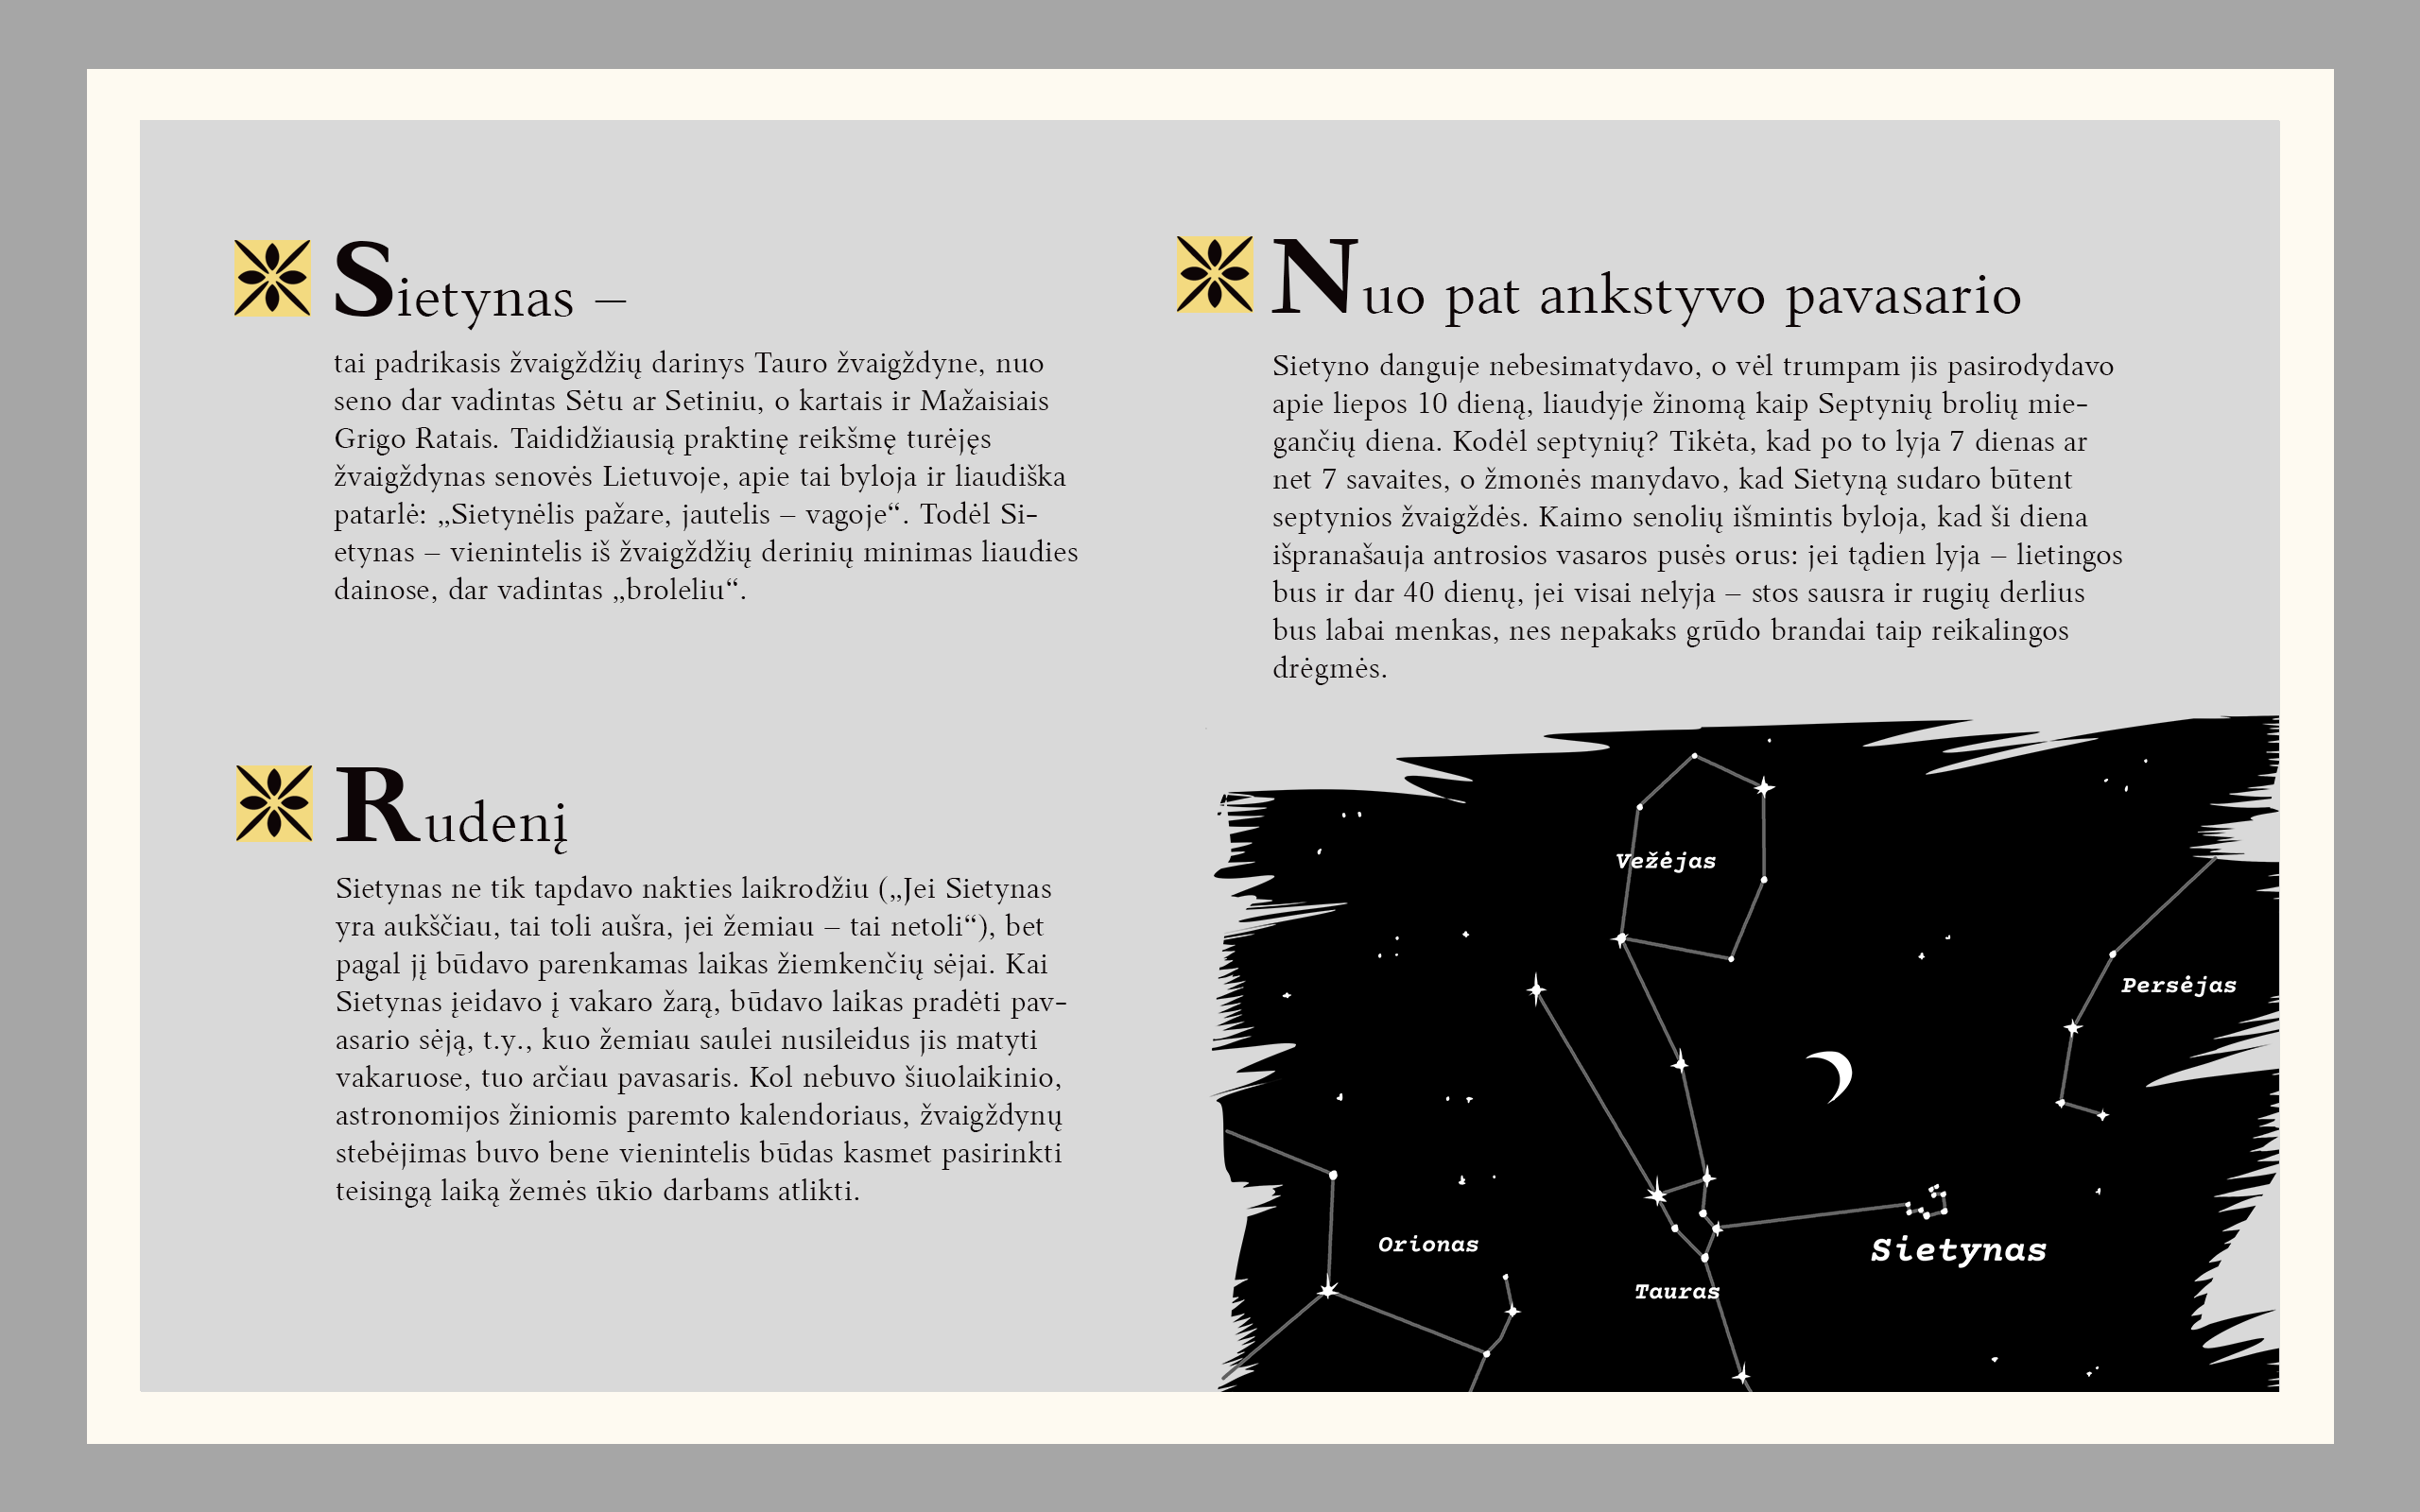 Sietynas –
tai padrikasis žvaigždžių darinys Tauro žvaigždyne, nuo
seno dar vadintas Sėtu ar Setiniu, o kartais ir Mažaisiais
Grigo Ratais. Taididžiausią praktinę reikšmę turėjęs
žvaigždynas senovės Lietuvoje, apie tai byloja ir liaudiška
patarlė: „Sietynėlis pažare, jautelis – vagoje“. Todėl Si-
etynas – vienintelis iš žvaigždžių derinių minimas liaudies
dainose, dar vadintas „broleliu“.
Rudenį
Sietynas ne tik tapdavo nakties laikrodžiu („Jei Sietynas
yra aukščiau, tai toli aušra, jei žemiau – tai netoli“), bet
pagal jį būdavo parenkamas laikas žiemkenčių sėjai. Kai
Sietynas įeidavo į vakaro žarą, būdavo laikas pradėti pav-
asario sėją, t.y., kuo žemiau saulei nusileidus jis matyti
vakaruose, tuo arčiau pavasaris. Kol nebuvo šiuolaikinio,
astronomijos žiniomis paremto kalendoriaus, žvaigždynų
stebėjimas buvo bene vienintelis būdas kasmet pasirinkti
teisingą laiką žemės ūkio darbams atlikti.
Nuo pat ankstyvo pavasario
Sietyno danguje nebesimatydavo, o vėl trumpam jis pasirodydavo
apie liepos 10 dieną, liaudyje žinomą kaip Septynių brolių mie-
gančių diena. Kodėl septynių? Tikėta, kad po to lyja 7 dienas ar
net 7 savaites, o žmonės manydavo, kad Sietyną sudaro būtent
septynios žvaigždės. Kaimo senolių išmintis byloja, kad ši diena
išpranašauja antrosios vasaros pusės orus: jei tądien lyja – lietingos
bus ir dar 40 dienų, jei visai nelyja – stos sausra ir rugių derlius
bus labai menkas, nes nepakaks grūdo brandai taip reikalingos
drėgmės.
Vežėjas
Persėjas
Orionas
Sietynas
Tauras